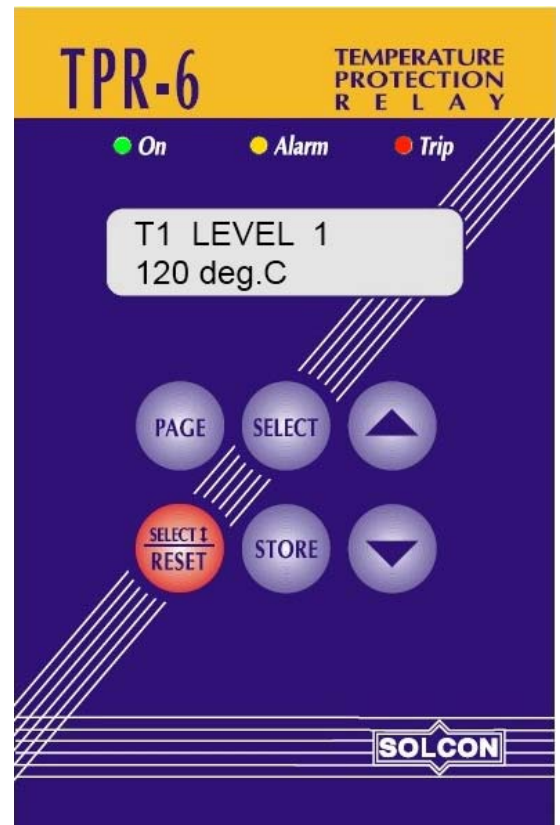 TPR-6
TEMPERATURE
PROTECTION
RELAY
On Alarm Trip
T1 LEVEL 1
120 deg.C
PAGE SELECT
SELECT↕
RESET
STORE
SOLCON